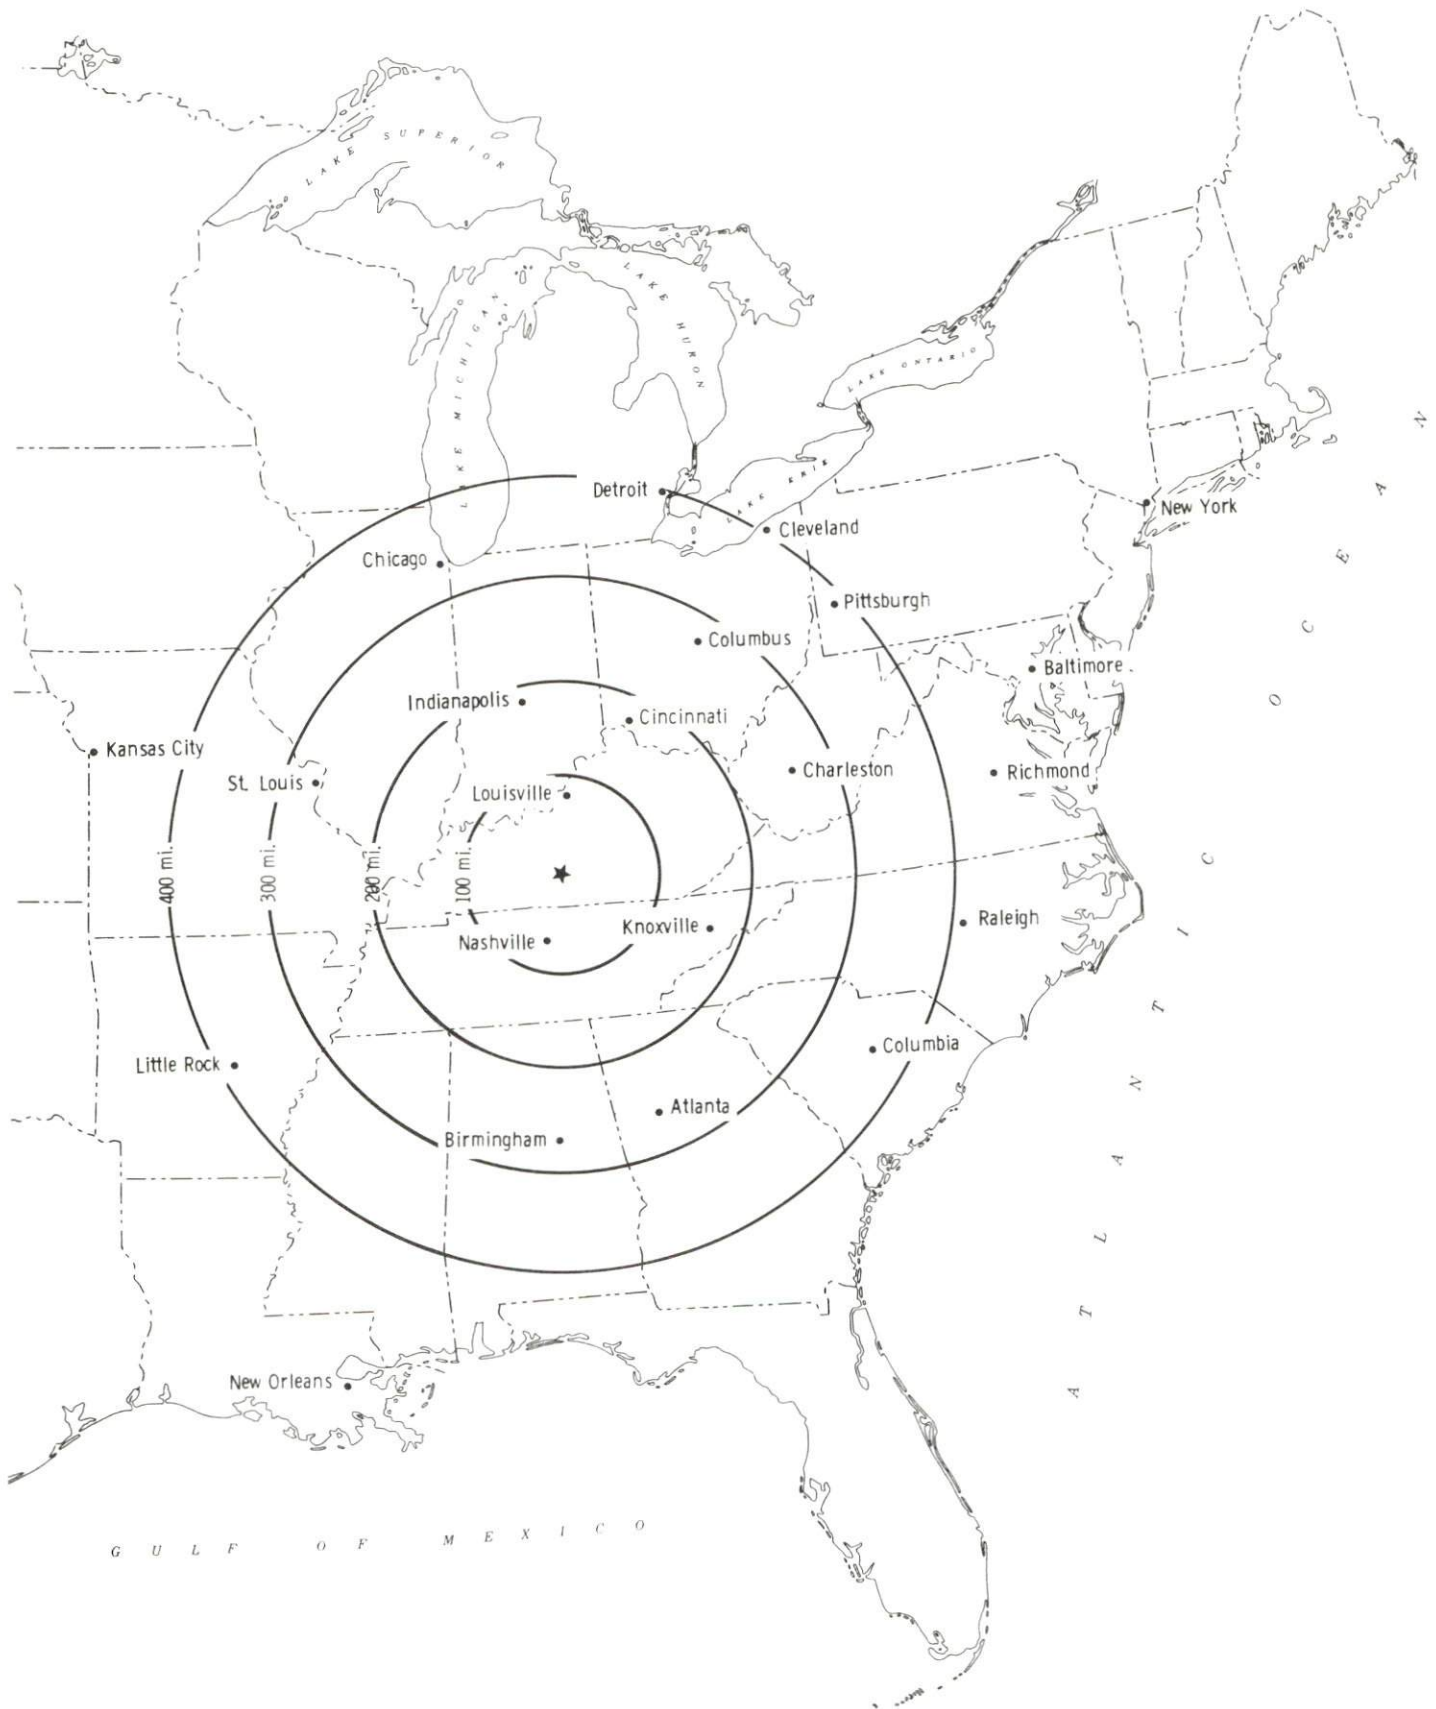 LAKE SUPERIOR
LAKE HURON
LAKE MICHIGAN
LAKE ONTARIO
LAKE ERIE
Detroit
New York
Cleveland
Chicago
Pittsburgh
Columbus
Baltimore
Indianapolis
Cincinnati
Kansas City
St. Louis
Charleston
Richmond
Louisville
400 mi.
300 mi.
200 mi.
100 mi.
Raleigh
Knoxville
Nashville
Columbia
Little Rock
Atlanta
Birmingham
New Orleans
ATLANTIC OCEAN
GULF OF MEXICO